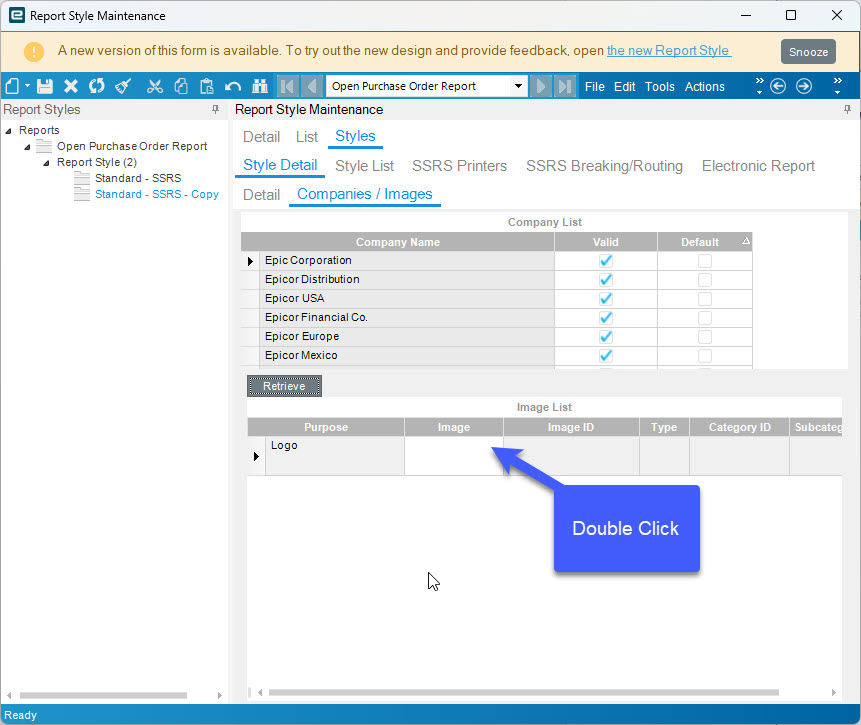 Report Style Maintenance
A new version of this form is available. To try out the new design and provide feedback, open the new Report Style
Snooze
Open Purchase Order Report File Edit Tools Actions
Report Styles
Reports
Open Purchase Order Report
Report Style (2)
Standard - SSRS
Standard - SSRS - Copy
Report Style Maintenance
Detail List Styles
Style Detail Style List SSRS Printers SSRS Breaking/Routing Electronic Report
Detail Companies / Images
Company List
Company Name Valid Default
Epic Corporation
Epicor Distribution
Epicor USA
Epicor Financial Co.
Epicor Europe
Epicor Mexico
Retrieve
Image List
Purpose Image Image ID Type Category ID Subcateg
Logo
Double Click
Ready